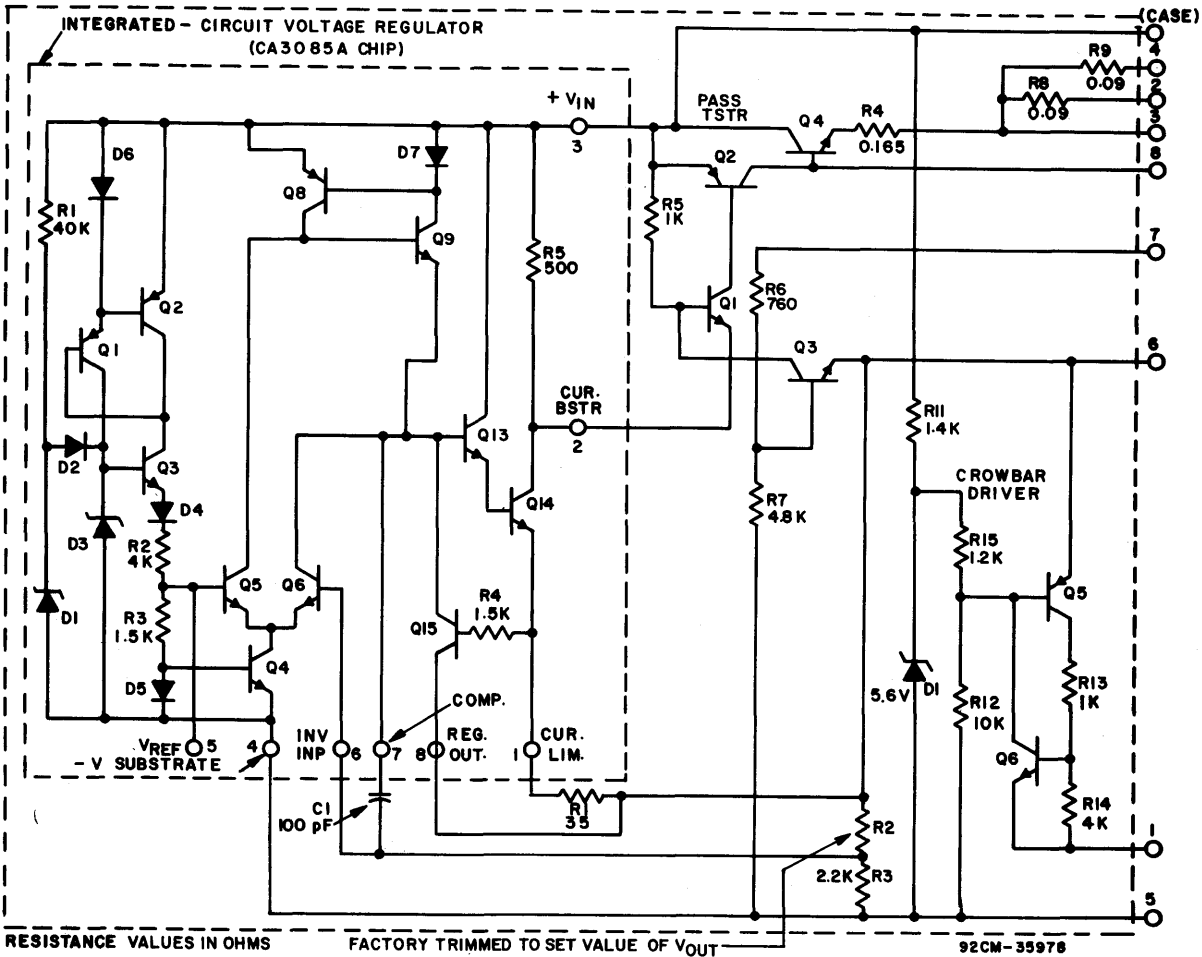 INTEGRATED- CIRCUIT VOLTAGE REGULATOR
(CA3085A CHIP)
(CASE)
4
R9
0.09
2
R8
0.09
3
+ VIN
3
PASS
TSTR
Q4
R4
0.165
8
D6
D7
Q8
Q9
R1
40K
R5
500
Q2
R5
1K
7
R6
760
Q1
Q2
Q1
Q3
6
CUR.
BSTR
2
R11
1.4K
Q13
D2
Q3
Q14
D4
D3
R2
4K
R7
4.8K
CROWBAR
DRIVER
R15
1.2K
Q5
Q6
Q5
D1
R3
1.5K
R4
1.5K
Q15
Q4
D5
5.6V
D1
R12
10K
R13
1K
COMP.
VREF 5
4
INV
INP
6
7
8
REG.
OUT.
1
CUR.
LIM.
Q6
-V SUBSTRATE
C1
100 pF
R
35
R2
R14
4K
1
2.2K
R3
5
RESISTANCE VALUES IN OHMS
FACTORY TRIMMED TO SET VALUE OF VOUT
92CM-35978